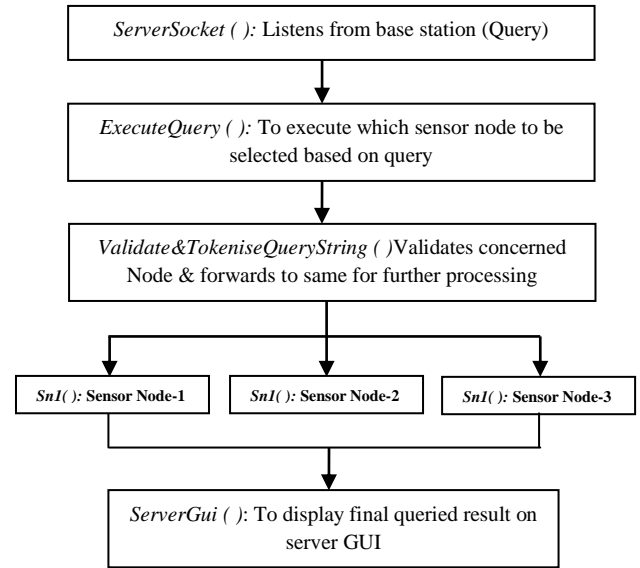 ServerSocket ( ): Listens from base station (Query)
ExecuteQuery ( ): To execute which sensor node to be
selected based on query
Validate&TokeniseQueryString ( )Validates concerned
Node & forwards to same for further processing
Sn1( ): Sensor Node-1
Sn1( ): Sensor Node-2
Sn1( ): Sensor Node-3
ServerGui ( ): To display final queried result on
server GUI